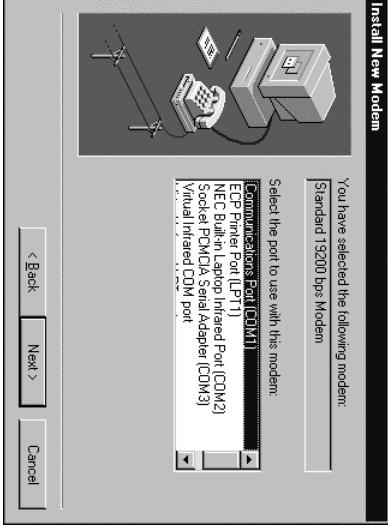 Install New Modem
You have selected the following modem:
Standard 19200 bps Modem
Select the port to use with this modem:
Communications Port (COM1)
ECP Printer Port (LPT1)
NEC Built-in Laptop Infrared Port (COM2)
Socket PCMCIA Serial Adapter (COM3)
Virtual Infrared COM port
< Back
Next >
Cancel